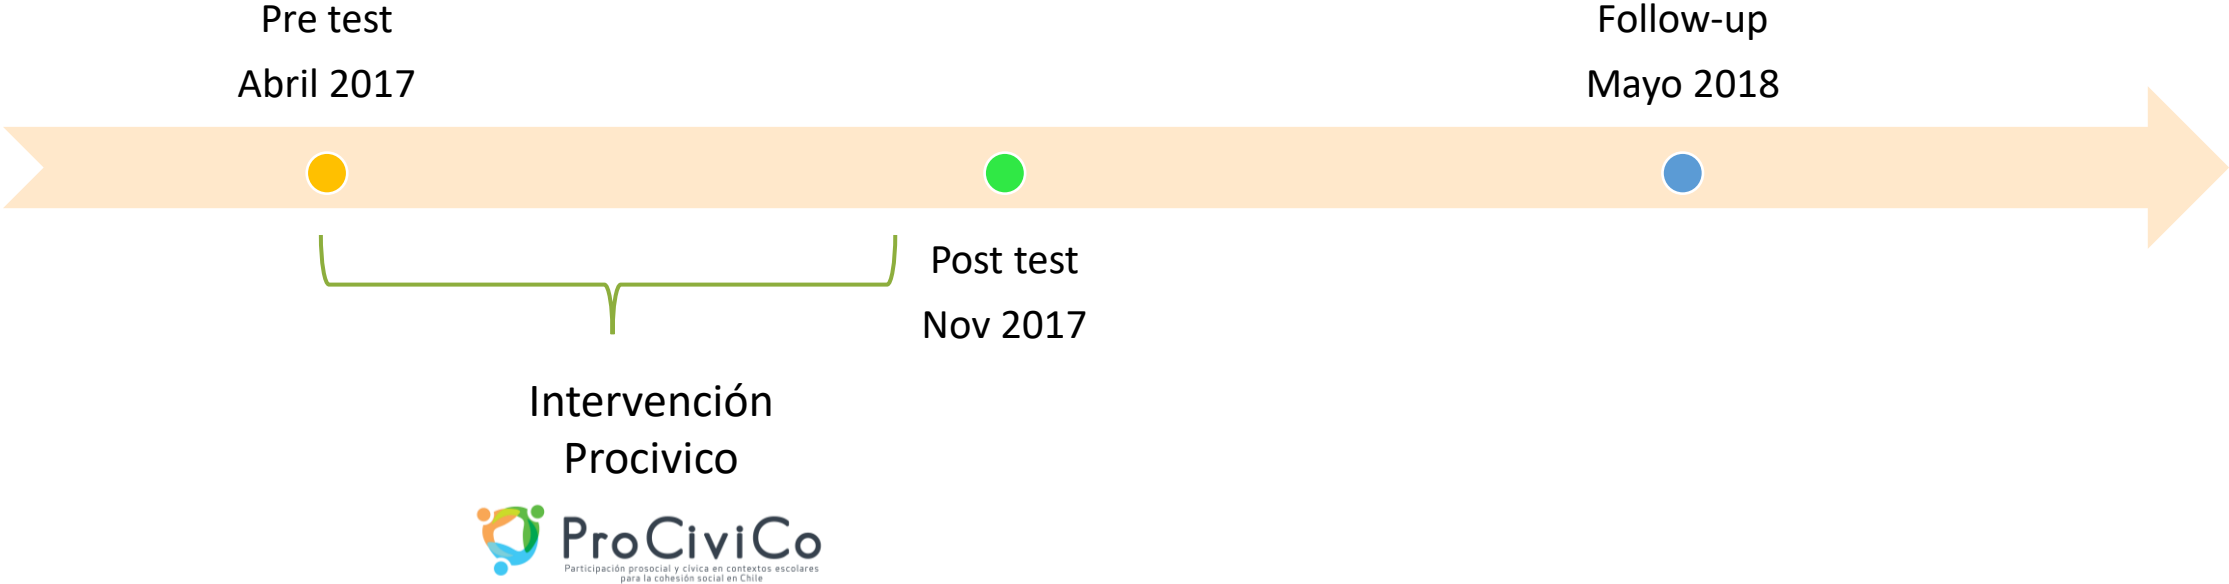 Pre test
Abril 2017
Follow-up
Mayo 2018
Post test
Nov 2017
Intervención
Procivico
ProCiviCo
Participación prosocial y cívica en contextos escolares
para la cohesión social en Chile